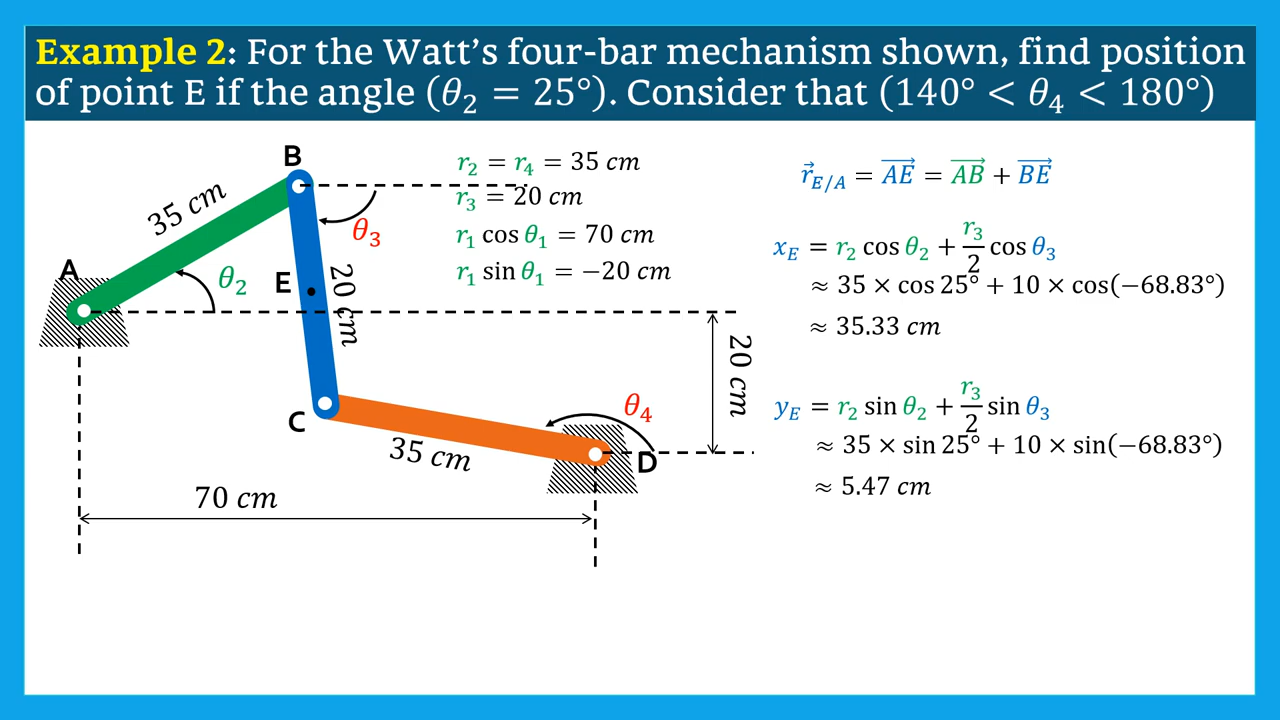 Example 2: For the Watt’s four-bar mechanism shown, find position
of point E if the angle (θ₂ = 25°). Consider that (140° < θ₄ < 180°)
B
35 cm
A
θ₂
θ₃
E
20 cm
C
35 cm
θ₄
D
20 cm
70 cm
r₂ = r₄ = 35 cm
r₃ = 20 cm
r₁ cos θ₁ = 70 cm
r₁ sin θ₁ = −20 cm
r⃗_E/A = AE⃗ = AB⃗ + BE⃗
x_E = r₂ cos θ₂ + r₃/2 cos θ₃
≈ 35 × cos 25° + 10 × cos(−68.83°)
≈ 35.33 cm
y_E = r₂ sin θ₂ + r₃/2 sin θ₃
≈ 35 × sin 25° + 10 × sin(−68.83°)
≈ 5.47 cm